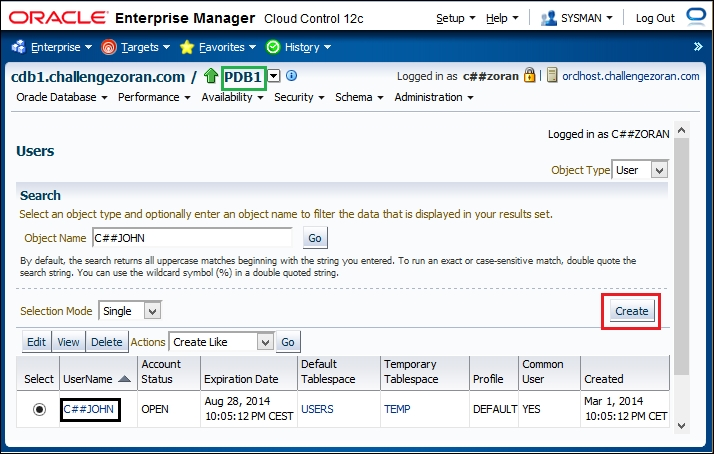 ORACLE Enterprise Manager Cloud Control 12c Setup Help SYSMAN Log Out
Enterprise Targets Favorites History
cdb1.challengezoran.com / PDB1 Logged in as c##zoran ordlhost.challengezoran.com
Oracle Database Performance Availability Security Schema Administration
Logged in as C##ZORAN
Users
Object Type User
Search
Select an object type and optionally enter an object name to filter the data that is displayed in your results set.
Object Name C##JOHN Go
By default, the search returns all uppercase matches beginning with the string you entered. To run an exact or case-sensitive match, double quote the
search string. You can use the wildcard symbol (%) in a double quoted string.
Selection Mode Single Create
Edit View Delete Actions Create Like Go
Select UserName Account Status Expiration Date Default Tablespace Temporary Tablespace Profile Common User Created
C##JOHN OPEN Aug 28, 2014 10:05:12 PM CEST USERS TEMP DEFAULT YES Mar 1, 2014 10:05:12 PM CET